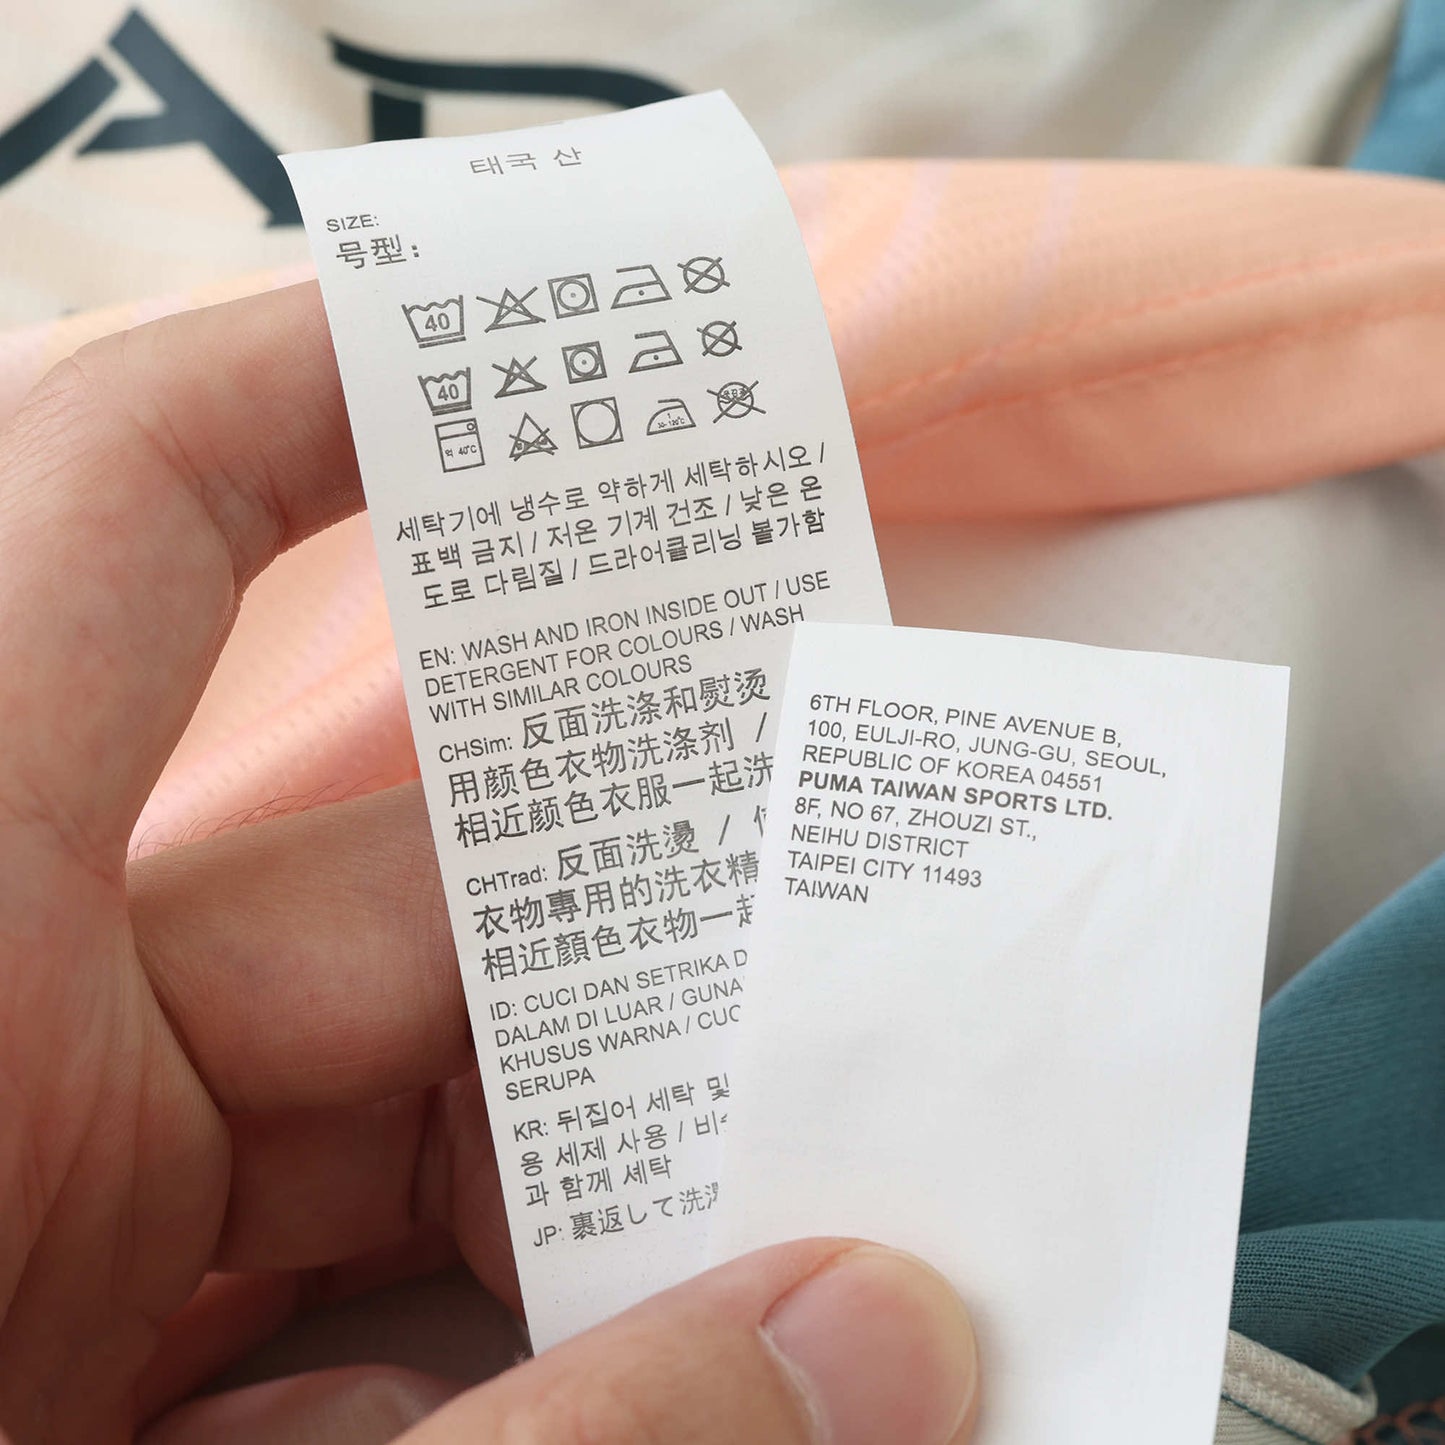 태국 산
SIZE:
号型:
40
40
약 40℃
세탁기에 냉수로 약하게 세탁하시오 /
표백 금지 / 저온 기계 건조 / 낮은 온
도로 다림질 / 드라이클리닝 불가함
EN: WASH AND IRON INSIDE OUT / USE
DETERGENT FOR COLOURS / WASH
WITH SIMILAR COLOURS
CHSim: 反面洗涤和熨烫
用颜色衣物洗涤剂 /
相近颜色衣服一起洗
CHTrad: 反面洗燙 /
衣物專用的洗衣精
相近顏色衣物一起
ID: CUCI DAN SETRIKA D
DALAM DI LUAR / GUNA
KHUSUS WARNA / CUC
SERUPA
KR: 뒤집어 세탁 및
용 세제 사용 / 비
과 함께 세탁
JP: 裏返して洗濯
6TH FLOOR, PINE AVENUE B,
100, EULJI-RO, JUNG-GU, SEOUL,
REPUBLIC OF KOREA 04551
PUMA TAIWAN SPORTS LTD.
8F, NO 67, ZHOUZI ST.,
NEIHU DISTRICT
TAIPEI CITY 11493
TAIWAN